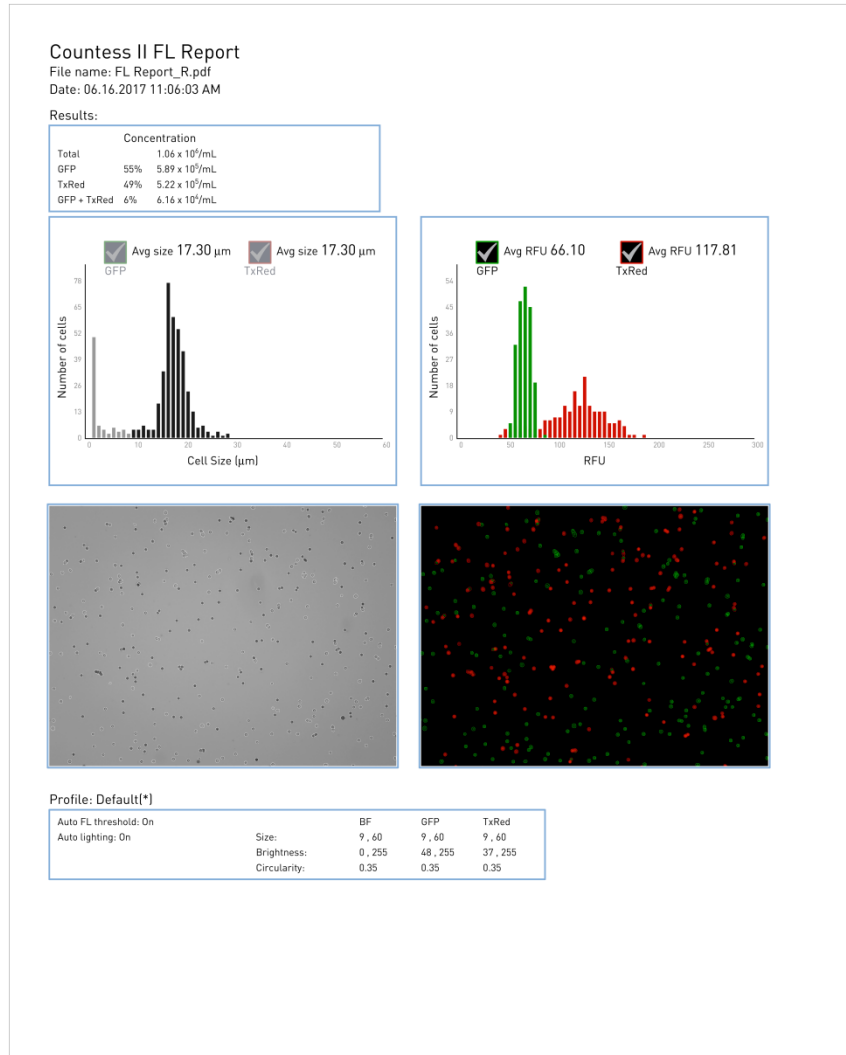 Countess II FL Report
File name: FL Report_R.pdf
Date: 06.16.2017 11:06:03 AM
Results:
Concentration
Total 1.06 x 10⁶/mL
GFP 55% 5.89 x 10⁵/mL
TxRed 49% 5.22 x 10⁵/mL
GFP + TxRed 6% 6.16 x 10⁴/mL
Avg size 17.30 µm Avg size 17.30 µm
GFP TxRed
78
65
52
39
26
13
0
Number of cells
0 10 20 30 40 50 60
Cell Size (µm)
Avg RFU 66.10 Avg RFU 117.81
GFP TxRed
54
45
36
27
18
9
0
Number of cells
0 50 100 150 200 250 300
RFU
Profile: Default(*)
Auto FL threshold: On BF GFP TxRed
Auto lighting: On Size: 9 , 60 9 , 60 9 , 60
Brightness: 0 , 255 48 , 255 37 , 255
Circularity: 0.35 0.35 0.35